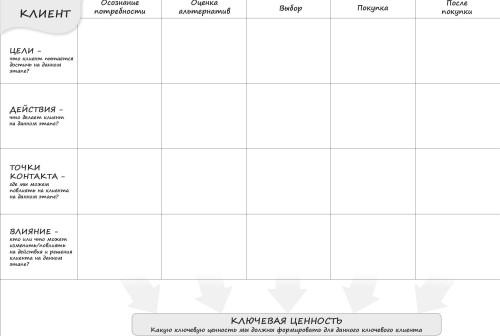 КЛИЕНТ
Осознание потребности
Оценка альтернатив
Выбор
Покупка
После покупки
ЦЕЛИ –
что клиент пытается
достичь на данном
этапе?
ДЕЙСТВИЯ –
что делает клиент
на данном этапе?
ТОЧКИ
КОНТАКТА –
где мы можем
повлиять на клиента
на данном этапе?
ВЛИЯНИЕ –
кто или что может
изменить/повлиять
на действия и решения
клиента на данном
этапе?
КЛЮЧЕВАЯ ЦЕННОСТЬ
Какую ключевую ценность мы должны формировать для данного ключевого клиента